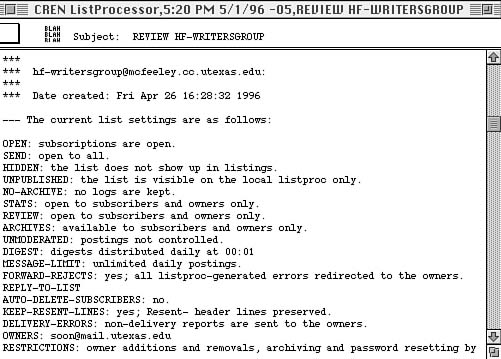 CREN ListProcessor,5:20 PM 5/1/96 -05,REVIEW HF-WRITERSGROUP
BLAH
BLAH
BLAH
Subject: REVIEW HF-WRITERSGROUP
***
*** hf-writersgroup@mcfeeley.cc.utexas.edu:
***
*** Date created: Fri Apr 26 16:28:32 1996
--- The current list settings are as follows:
OPEN: subscriptions are open.
SEND: open to all.
HIDDEN: the list does not show up in listings.
UNPUBLISHED: the list is visible on the local listproc only.
NO-ARCHIVE: no logs are kept.
STATS: open to subscribers and owners only.
REVIEW: open to subscribers and owners only.
ARCHIVES: available to subscribers and owners only.
UNMODERATED: postings not controlled.
DIGEST: digests distributed daily at 00:01
MESSAGE-LIMIT: unlimited daily postings.
FORWARD-REJECTS: yes; all listproc-generated errors redirected to the owners.
REPLY-TO-LIST
AUTO-DELETE-SUBSCRIBERS: no.
KEEP-RESENT-LINES: yes; Resent- header lines preserved.
DELIVERY-ERRORS: non-delivery reports are sent to the owners.
OWNERS: soon@mail.utexas.edu
RESTRICTIONS: owner additions and removals, archiving and password resetting by